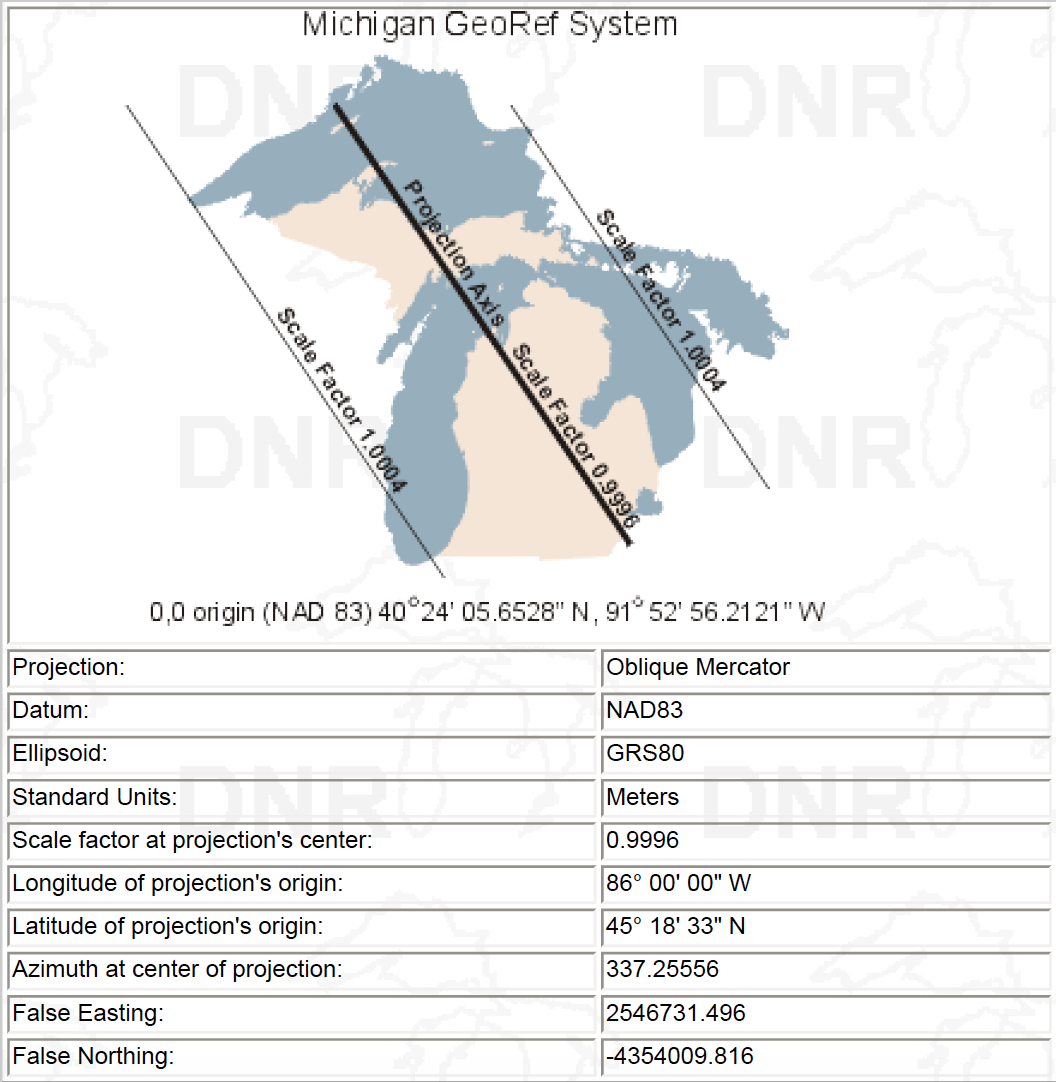 Michigan GeoRef System
DNR DNR
Projection Axis
Scale Factor 0.9996
Scale Factor 1.0004
Scale Factor 1.0004
DNR DNR
0,0 origin (NAD 83) 40°24' 05.6528" N, 91° 52' 56.2121" W
Projection: Oblique Mercator
Datum: NAD83
Ellipsoid: GRS80
DNR DNR
Standard Units: Meters
Scale factor at projection's center: 0.9996
Longitude of projection's origin: 86° 00' 00" W
Latitude of projection's origin: 45° 18' 33" N
Azimuth at center of projection: 337.25556
False Easting: 2546731.496
False Northing: -4354009.816